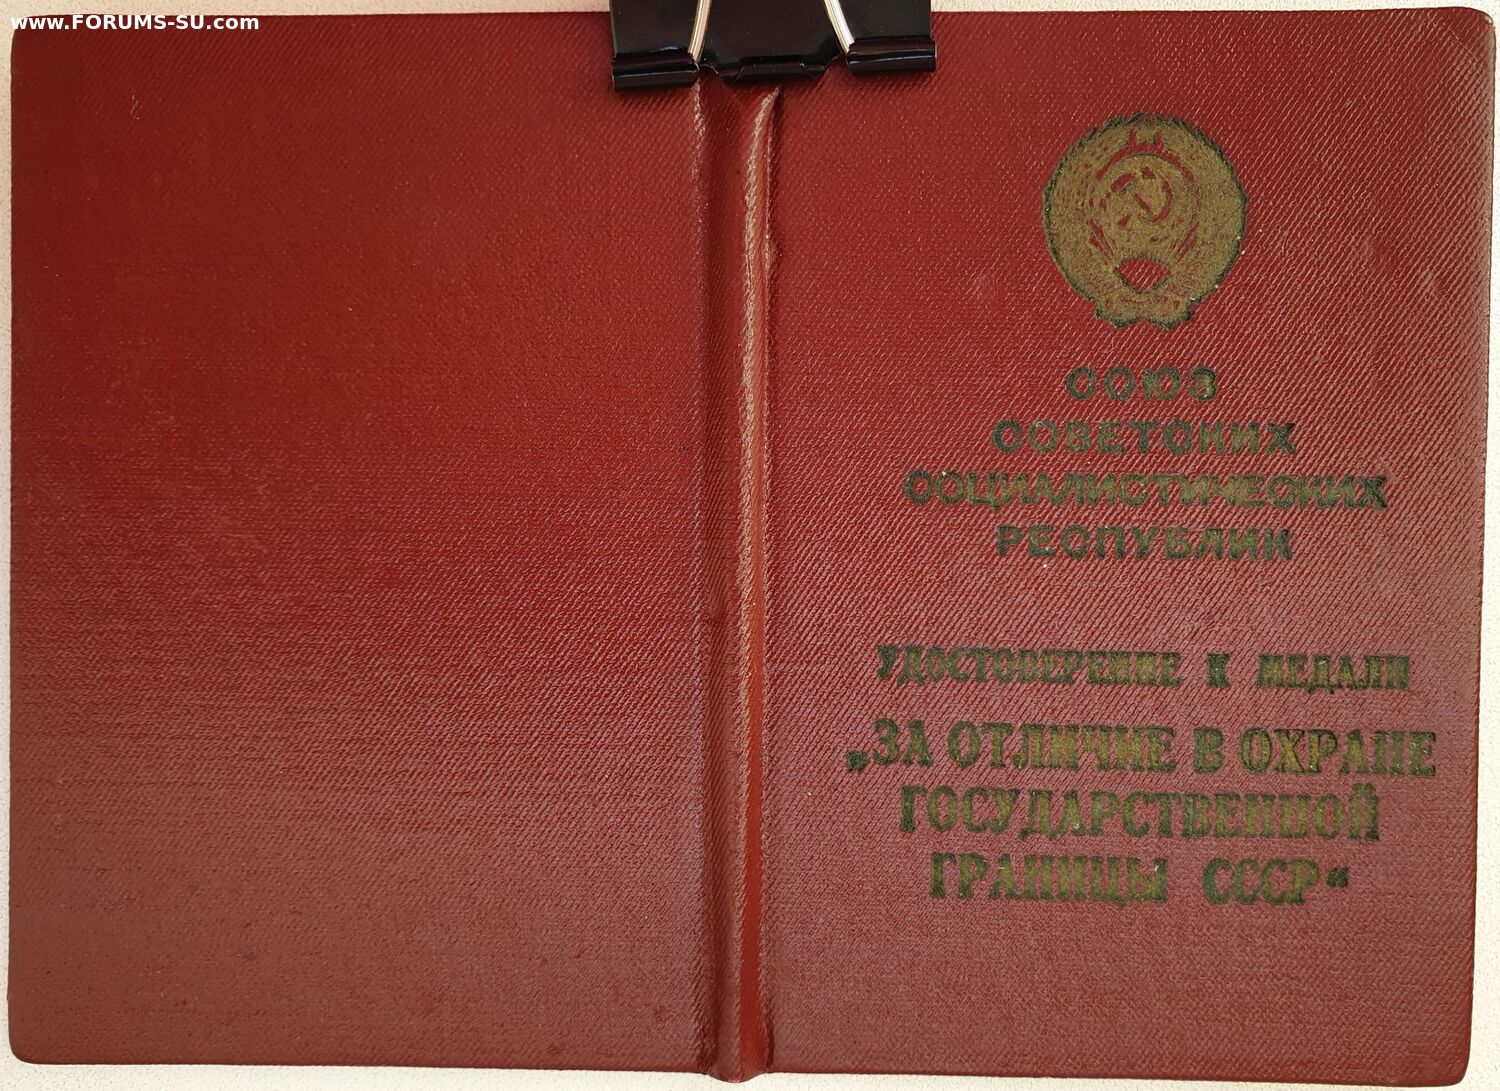 www.FORUMS-SU.com
СОЮЗ
СОВЕТСКИХ
СОЦИАЛИСТИЧЕСКИХ
РЕСПУБЛИК
УДОСТОВЕРЕНИЕ К МЕДАЛИ
„ЗА ОТЛИЧИЕ В ОХРАНЕ
ГОСУДАРСТВЕННОЙ
ГРАНИЦЫ СССР“